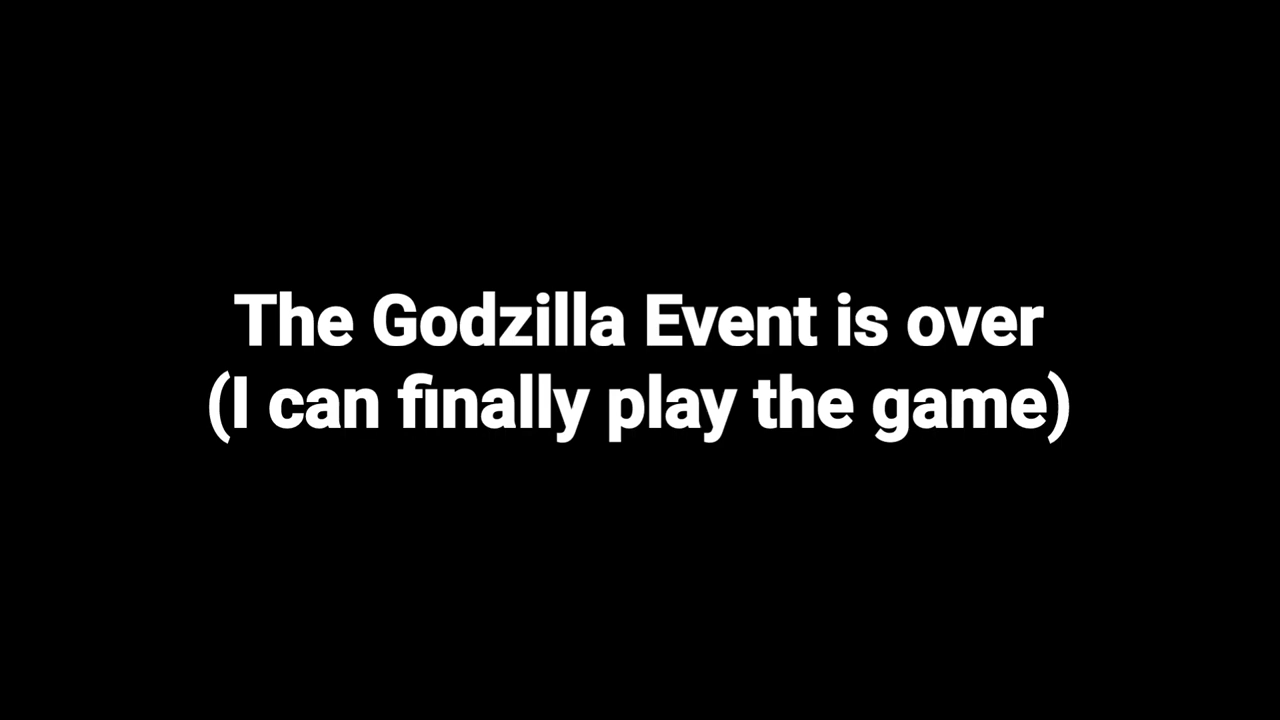 The Godzilla Event is over
(I can finally play the game)